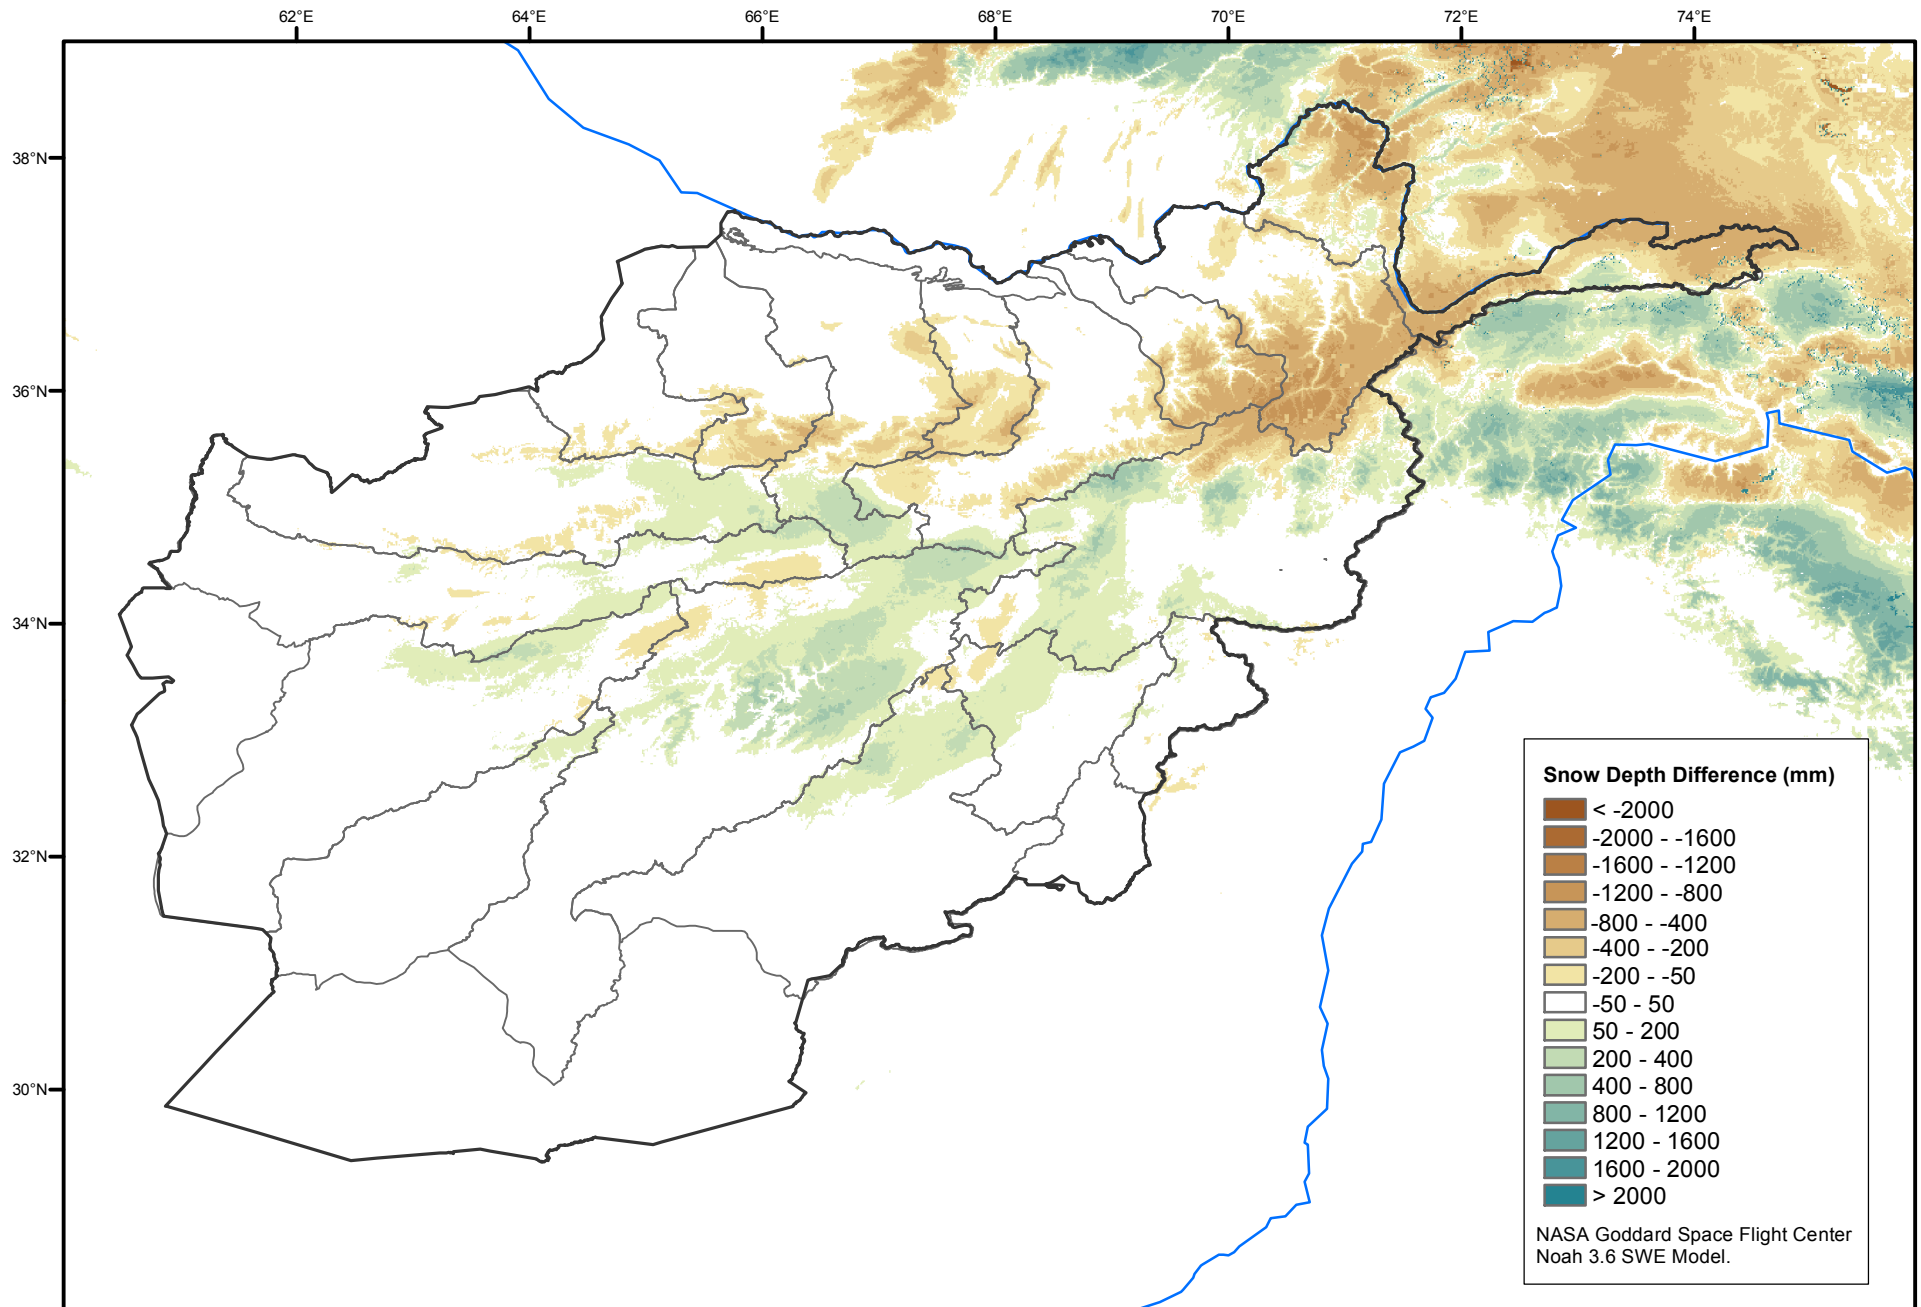 62°E 64°E 66°E 68°E 70°E 72°E 74°E
38°N
36°N
34°N
32°N
30°N
Snow Depth Difference (mm)
< -2000
-2000 - -1600
-1600 - -1200
-1200 - -800
-800 - -400
-400 - -200
-200 - -50
-50 - 50
50 - 200
200 - 400
400 - 800
800 - 1200
1200 - 1600
1600 - 2000
> 2000
NASA Goddard Space Flight Center
Noah 3.6 SWE Model.